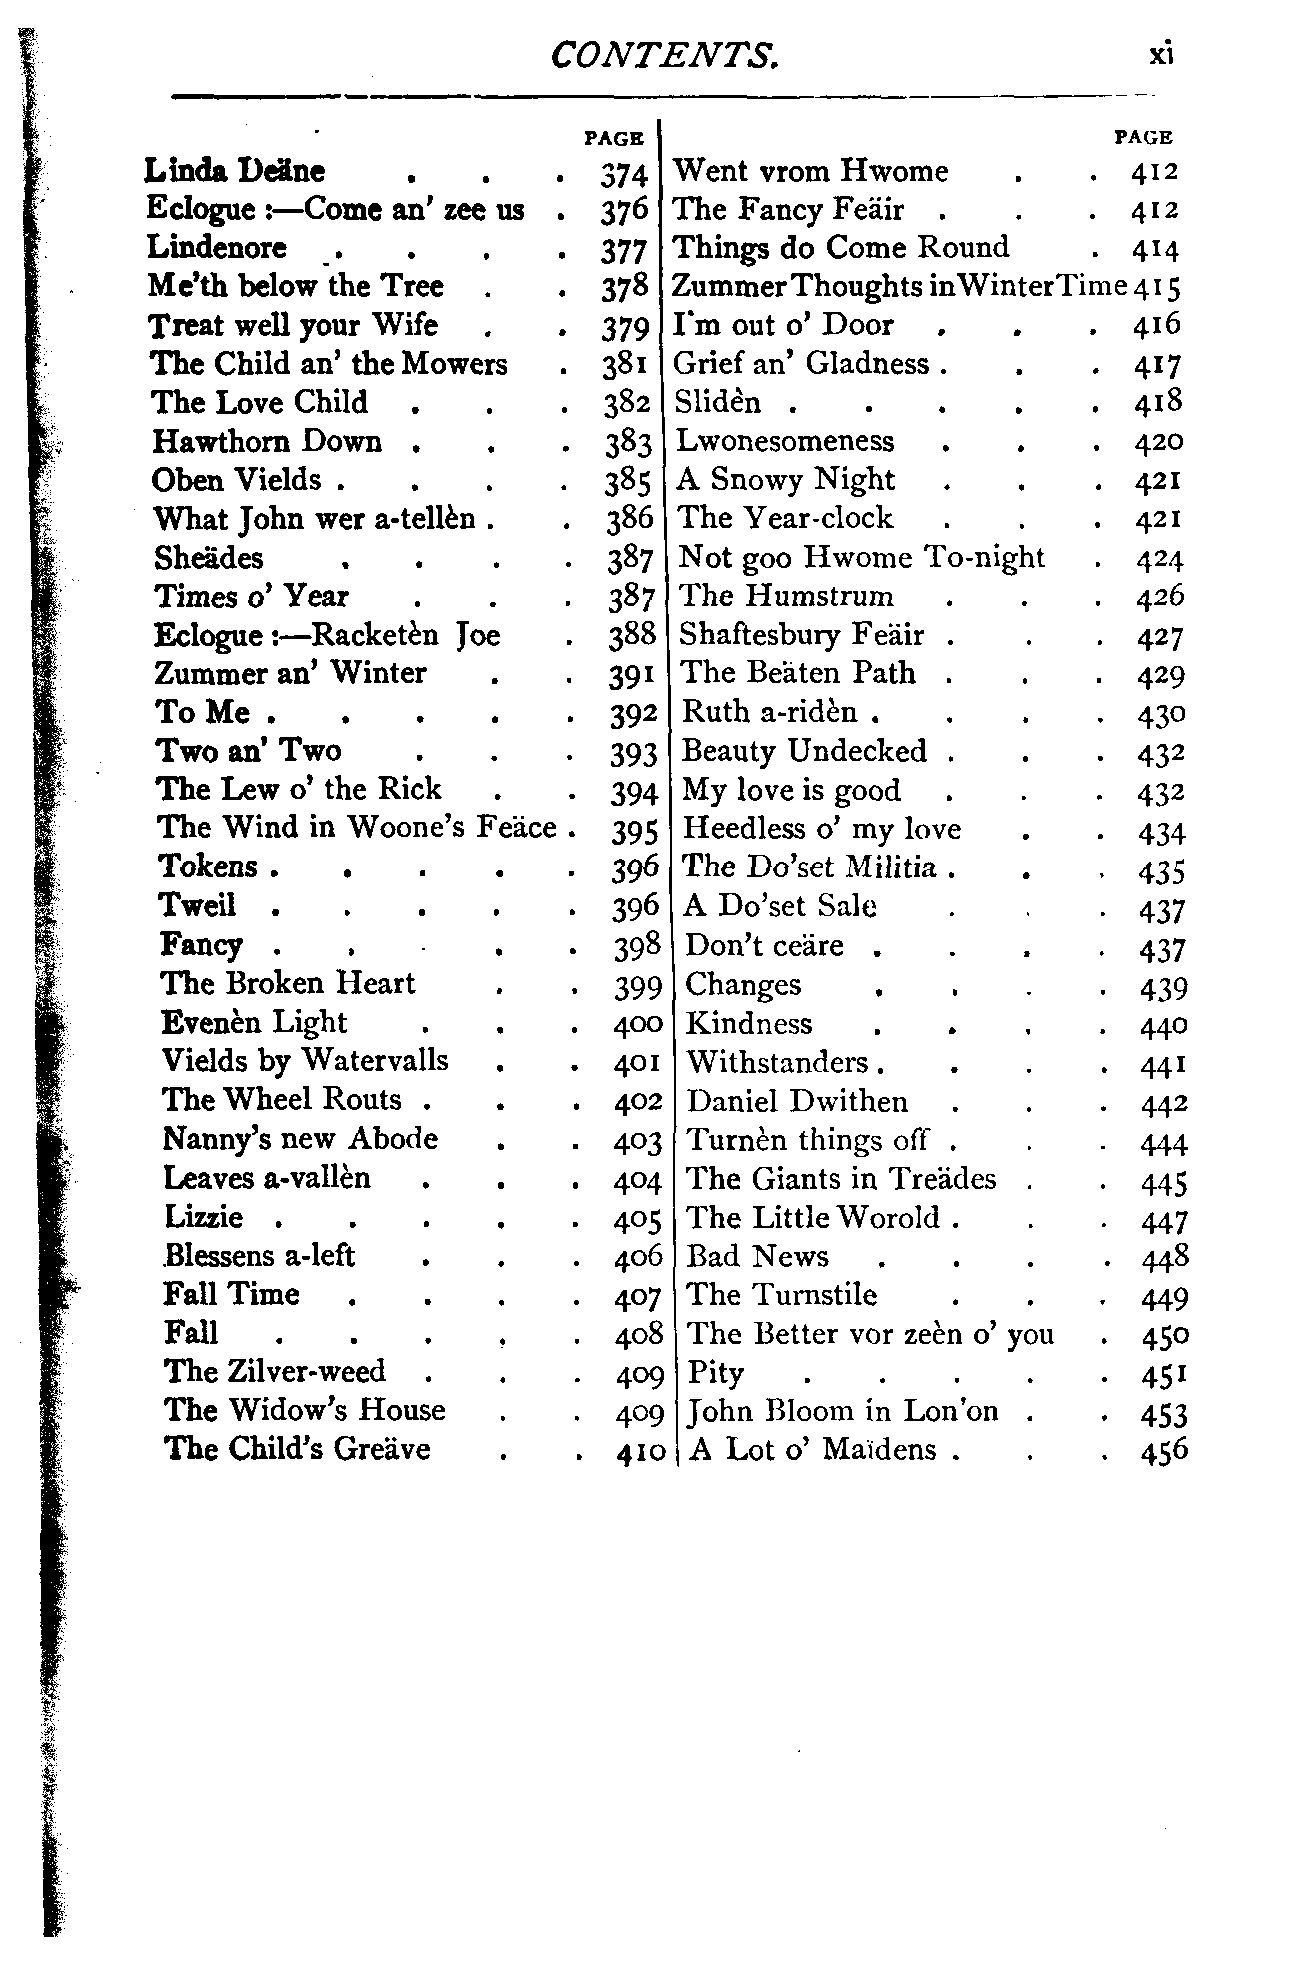 CONTENTS. xi
PAGE
Linda Deäne . . . 374
Eclogue :—Come an' zee us . 376
Lindenore . . . . 377
Me'th below the Tree . . 378
Treat well your Wife . . 379
The Child an' the Mowers . 381
The Love Child . . . 382
Hawthorn Down . . . 383
Oben Vields . . . . 385
What John wer a-tellèn . . 386
Sheädes . . . . 387
Times o' Year . . . 387
Eclogue :—Racketèn Joe . 388
Zummer an' Winter . . 391
To Me . . . . . 392
Two an' Two . . . 393
The Lew o' the Rick . . 394
The Wind in Woone's Feäce . 395
Tokens . . . . . 396
Tweil . . . . . 396
Fancy . . . . . 398
The Broken Heart . . 399
Evenèn Light . . . 400
Vields by Watervalls . . 401
The Wheel Routs . . . 402
Nanny's new Abode . . 403
Leaves a-vallèn . . . 404
Lizzie . . . . . 405
Blessens a-left . . . 406
Fall Time . . . . 407
Fall . . . . . 408
The Zilver-weed . . . 409
The Widow's House . . 409
The Child's Greäve . . 410
PAGE
Went vrom Hwome . . 412
The Fancy Feäir . . . 412
Things do Come Round . 414
Zummer Thoughts in Winter Time 415
I'm out o' Door . . . 416
Grief an' Gladness . . . 417
Slidèn . . . . . 418
Lwonesomeness . . . 420
A Snowy Night . . . 421
The Year-clock . . . 421
Not goo Hwome To-night . 424
The Humstrum . . . 426
Shaftesbury Feäir . . . 427
The Beäten Path . . . 429
Ruth a-ridèn . . . . 430
Beauty Undecked . . . 432
My love is good . . . 432
Heedless o' my love . . 434
The Do'set Militia . . . 435
A Do'set Sale . . . 437
Don't ceäre . . . . 437
Changes . . . . 439
Kindness . . . . 440
Withstanders . . . . 441
Daniel Dwithen . . . 442
Turnèn things off . . . 444
The Giants in Treädes . . 445
The Little Worold . . . 447
Bad News . . . . 448
The Turnstile . . . 449
The Better vor zeèn o' you . 450
Pity . . . . . 451
John Bloom in Lon'on . . 453
A Lot o' Maïdens . . . 456